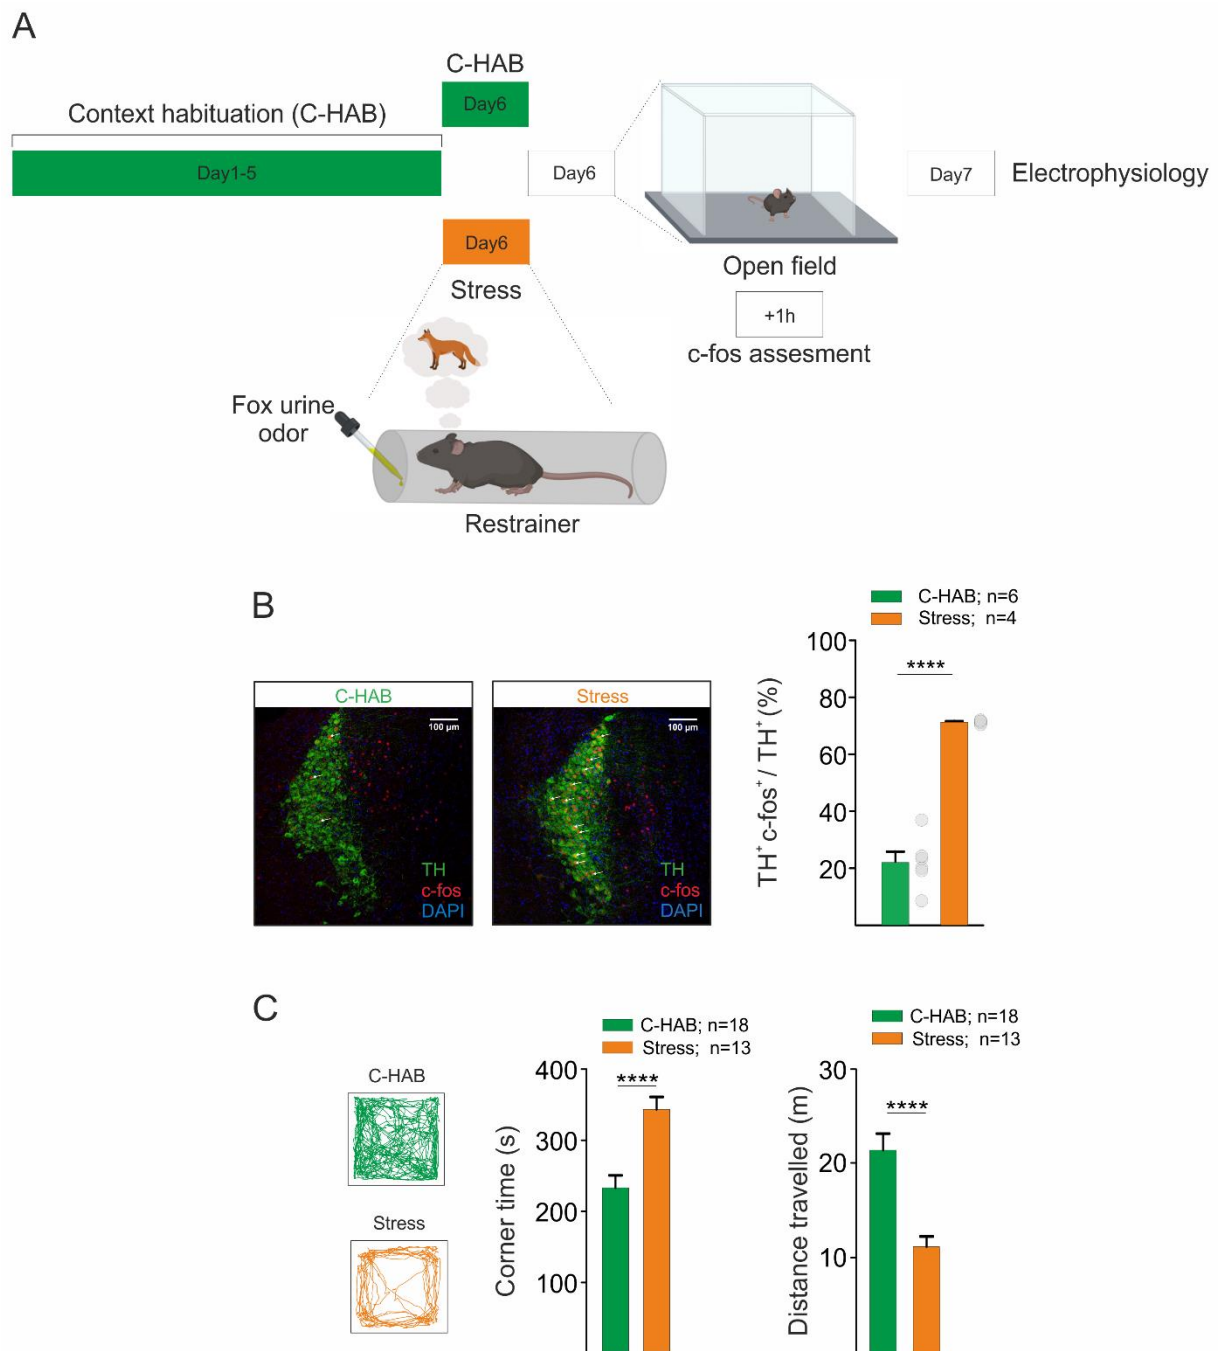 A
C-HAB
Day6
Context habituation (C-HAB)
Day1-5
Day6
Day7
Electrophysiology
Day6
Stress
Open field
+1h
c-fos assesment
Fox urine
odor
Restrainer
B
C-HAB
100 µm
TH
c-fos
DAPI
Stress
100 µm
TH
c-fos
DAPI
C-HAB; n=6
Stress; n=4
TH+ c-fos+ / TH+ (%)
100
80
60
40
20
****
C
C-HAB
Stress
C-HAB; n=18
Stress; n=13
Corner time (s)
400
300
200
100
****
C-HAB; n=18
Stress; n=13
Distance travelled (m)
30
20
10
****